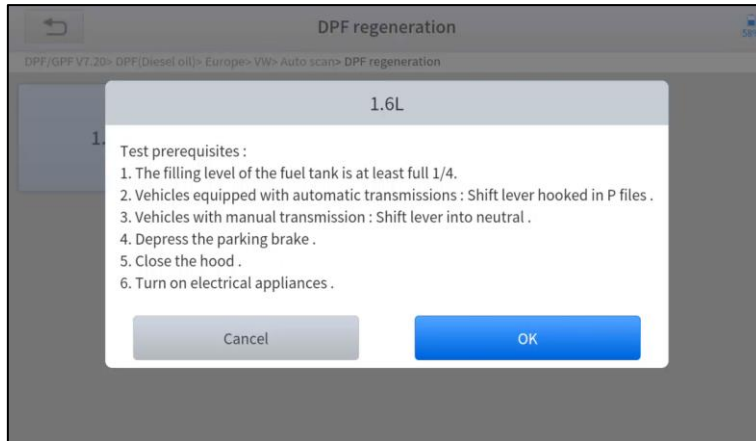 DPF regeneration
58%
DPF/GPF V7.20> DPF(Diesel oil)> Europe> VW> Auto scan> DPF regeneration
1.
1.6L
Test prerequisites :
1. The filling level of the fuel tank is at least full 1/4.
2. Vehicles equipped with automatic transmissions : Shift lever hooked in P files .
3. Vehicles with manual transmission : Shift lever into neutral .
4. Depress the parking brake .
5. Close the hood .
6. Turn on electrical appliances .
Cancel
OK